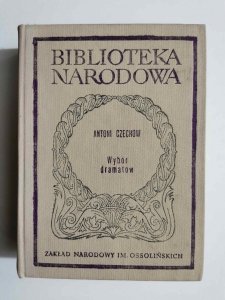 BIBLIOTEKA
NARODOWA
ANTONI CZECHOW
Wybór
dramatów
ZAKŁAD NARODOWY IM. OSSOLIŃSKICH